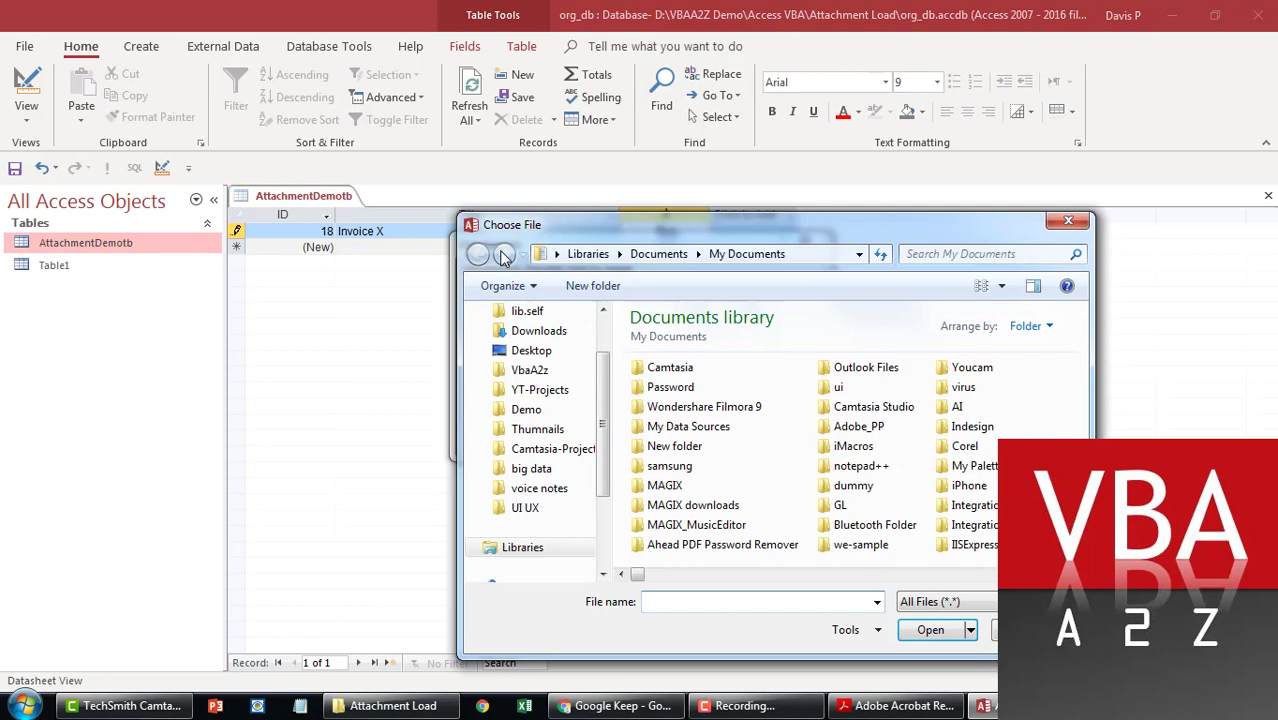 Table Tools
org_db : Database- D:\VBAA2Z Demo\Access VBA\Attachment Load\org_db.accdb (Access 2007 - 2016 fil...
Davis P
File Home Create External Data Database Tools Help Fields Table Tell me what you want to do
View
Views
Paste
Cut
Copy
Format Painter
Clipboard
Filter
Ascending
Descending
Remove Sort
Selection
Advanced
Toggle Filter
Sort & Filter
Refresh
All
New
Save
Delete
Totals
Spelling
More
Records
Find
Replace
Go To
Select
Find
Arial 9
B I U A
Text Formatting
SQL
All Access Objects
Tables
AttachmentDemotb
Table1
AttachmentDemotb
ID
18 Invoice X
(New)
Choose File
Libraries Documents My Documents
Search My Documents
Organize New folder
lib.self
Downloads
Desktop
VbaA2z
YT-Projects
Demo
Thumnails
Camtasia-Project
big data
voice notes
UI UX
Libraries
Documents library
My Documents
Arrange by: Folder
Camtasia
Password
Wondershare Filmora 9
My Data Sources
New folder
samsung
MAGIX
MAGIX downloads
MAGIX_MusicEditor
Ahead PDF Password Remover
Outlook Files
ui
Camtasia Studio
Adobe_PP
iMacros
notepad++
dummy
GL
Bluetooth Folder
we-sample
Youcam
virus
AI
Indesign
Corel
My Palett
iPhone
Integratio
Integratio
IISExpress
File name:
All Files (*.*)
Tools
Open
VBA
A2Z
Record: 1 of 1 No Filter Search
Datasheet View
TechSmith Camta...
Attachment Load
Google Keep - Go...
Recording...
Adobe Acrobat Re...